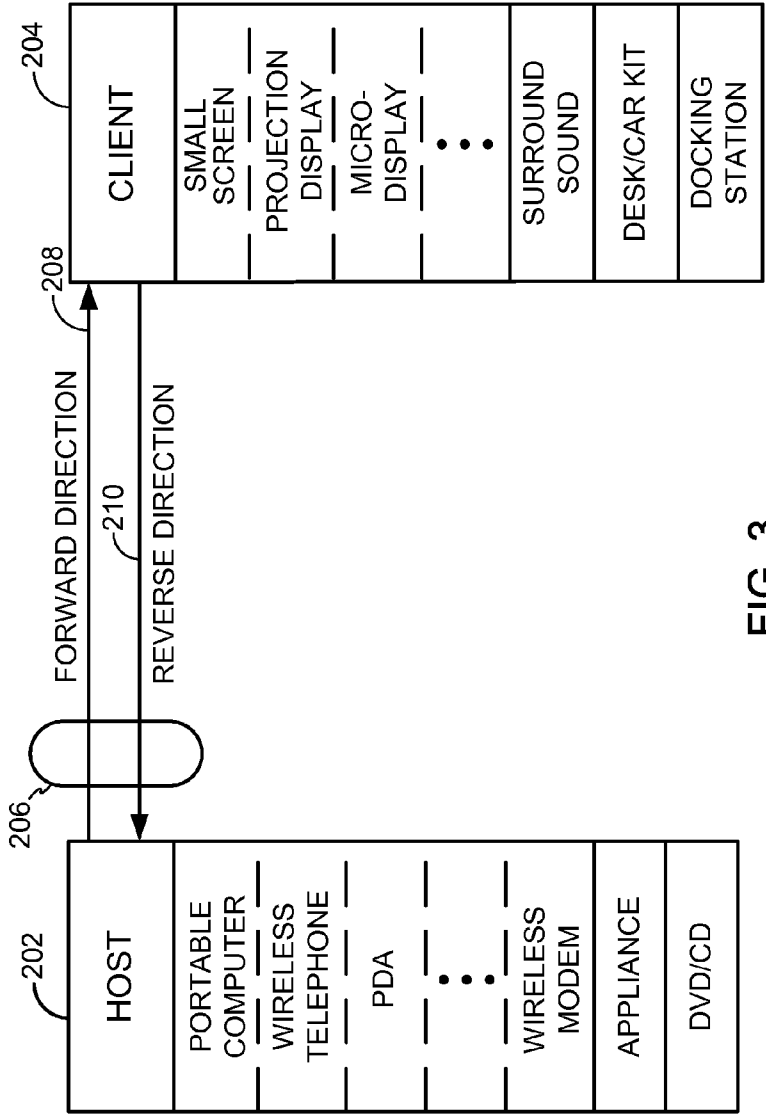 202
HOST
PORTABLE
COMPUTER
WIRELESS
TELEPHONE
PDA
WIRELESS
MODEM
APPLIANCE
DVD/CD
206
FORWARD DIRECTION
208
210
REVERSE DIRECTION
204
CLIENT
SMALL
SCREEN
PROJECTION
DISPLAY
MICRO-
DISPLAY
SURROUND
SOUND
DESK/CAR KIT
DOCKING
STATION
FIG. 3